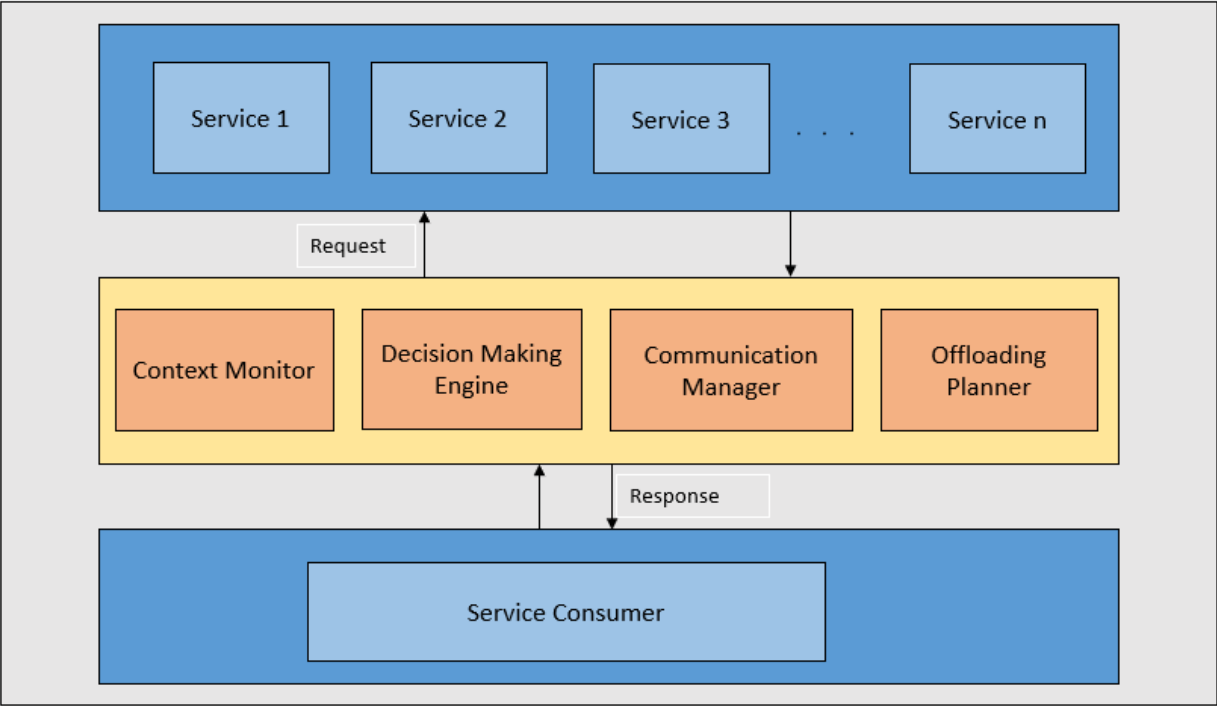 Service 1
Service 2
Service 3
. . .
Service n
Request
Context Monitor
Decision Making
Engine
Communication
Manager
Offloading
Planner
Response
Service Consumer